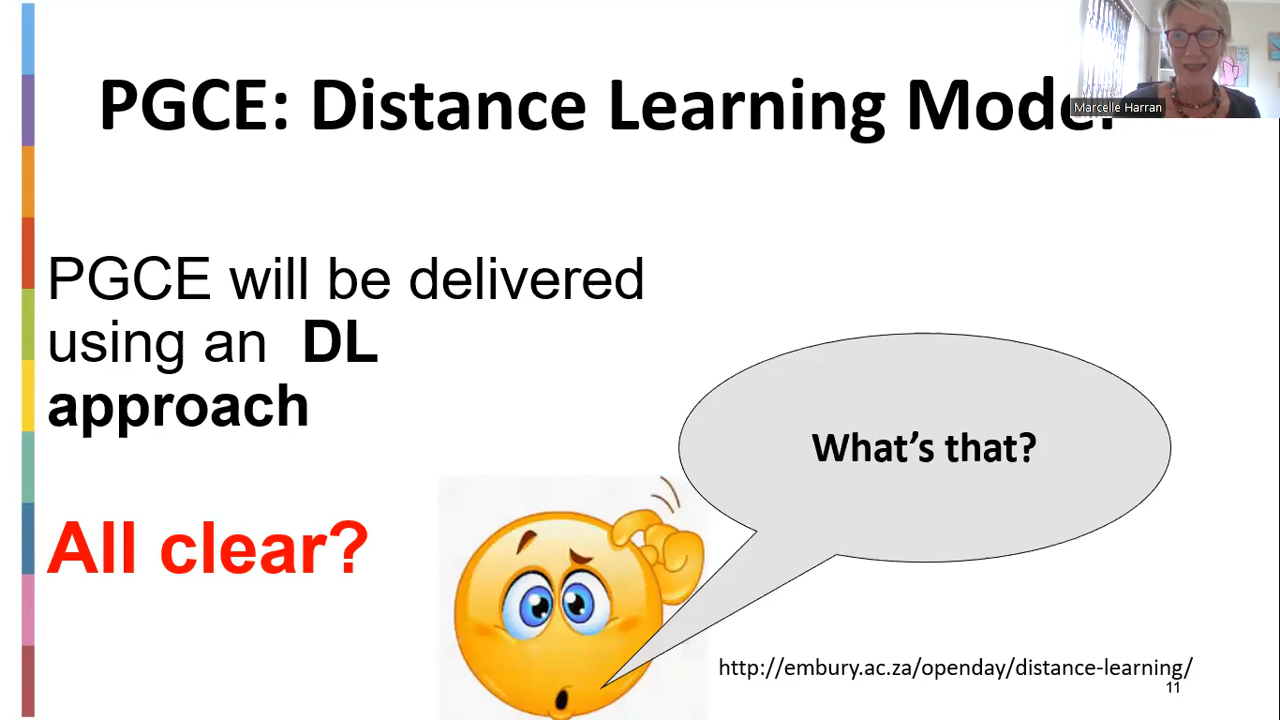 PGCE: Distance Learning Model
Marcelle Harran
PGCE will be delivered
using an DL
approach
What's that?
All clear?
http://embury.ac.za/openday/distance-learning/
11